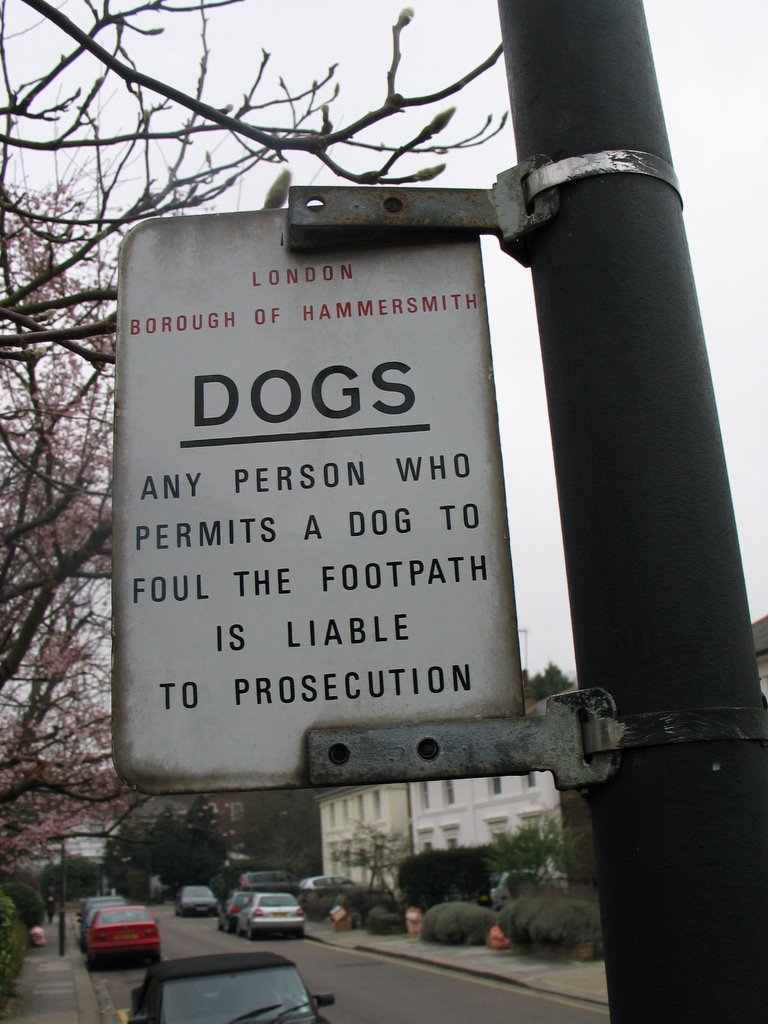 LONDON
BOROUGH OF HAMMERSMITH
DOGS
ANY PERSON WHO
PERMITS A DOG TO
FOUL THE FOOTPATH
IS LIABLE
TO PROSECUTION